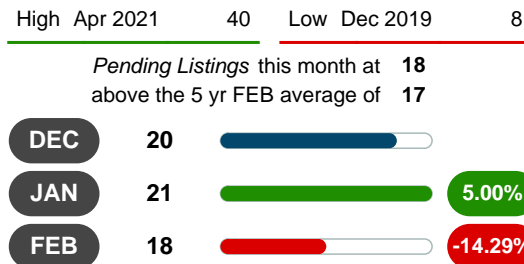 High Apr 2021 40 Low Dec 2019 8
Pending Listings this month at 18
above the 5 yr FEB average of 17
DEC 20
JAN 21 5.00%
FEB 18 -14.29%